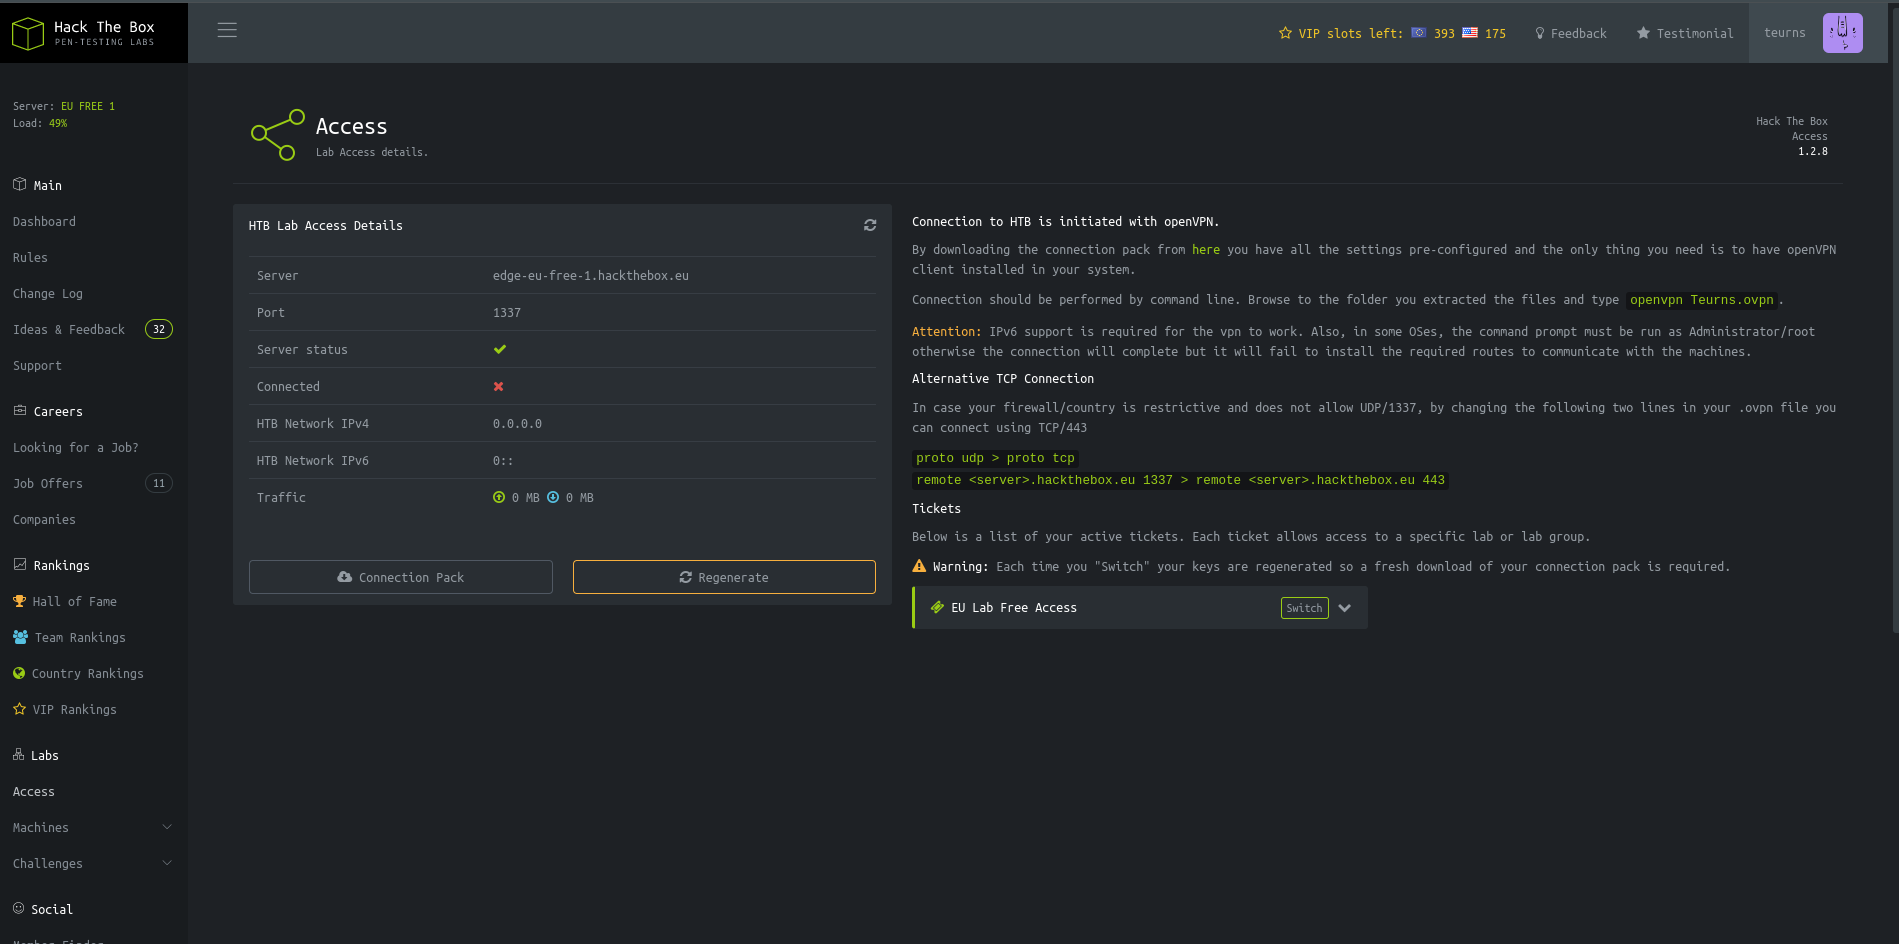 Hack The Box
PEN-TESTING LABS
VIP slots left: 393 175
Feedback
Testimonial
teurns
Server: EU FREE 1
Load: 49%
Main
Dashboard
Rules
Change Log
Ideas & Feedback 32
Support
Careers
Looking for a Job?
Job Offers 11
Companies
Rankings
Hall of Fame
Team Rankings
Country Rankings
VIP Rankings
Labs
Access
Machines
Challenges
Social
Member Finder
Access
Lab Access details.
Hack The Box
Access
1.2.8
HTB Lab Access Details
Server edge-eu-free-1.hackthebox.eu
Port 1337
Server status
Connected
HTB Network IPv4 0.0.0.0
HTB Network IPv6 0::
Traffic 0 MB 0 MB
Connection Pack
Regenerate
Connection to HTB is initiated with openVPN.
By downloading the connection pack from here you have all the settings pre-configured and the only thing you need is to have openVPN
client installed in your system.
Connection should be performed by command line. Browse to the folder you extracted the files and type openvpn Teurns.ovpn.
Attention: IPv6 support is required for the vpn to work. Also, in some OSes, the command prompt must be run as Administrator/root
otherwise the connection will complete but it will fail to install the required routes to communicate with the machines.
Alternative TCP Connection
In case your firewall/country is restrictive and does not allow UDP/1337, by changing the following two lines in your .ovpn file you
can connect using TCP/443
proto udp > proto tcp
remote <server>.hackthebox.eu 1337 > remote <server>.hackthebox.eu 443
Tickets
Below is a list of your active tickets. Each ticket allows access to a specific lab or lab group.
Warning: Each time you "Switch" your keys are regenerated so a fresh download of your connection pack is required.
EU Lab Free Access Switch